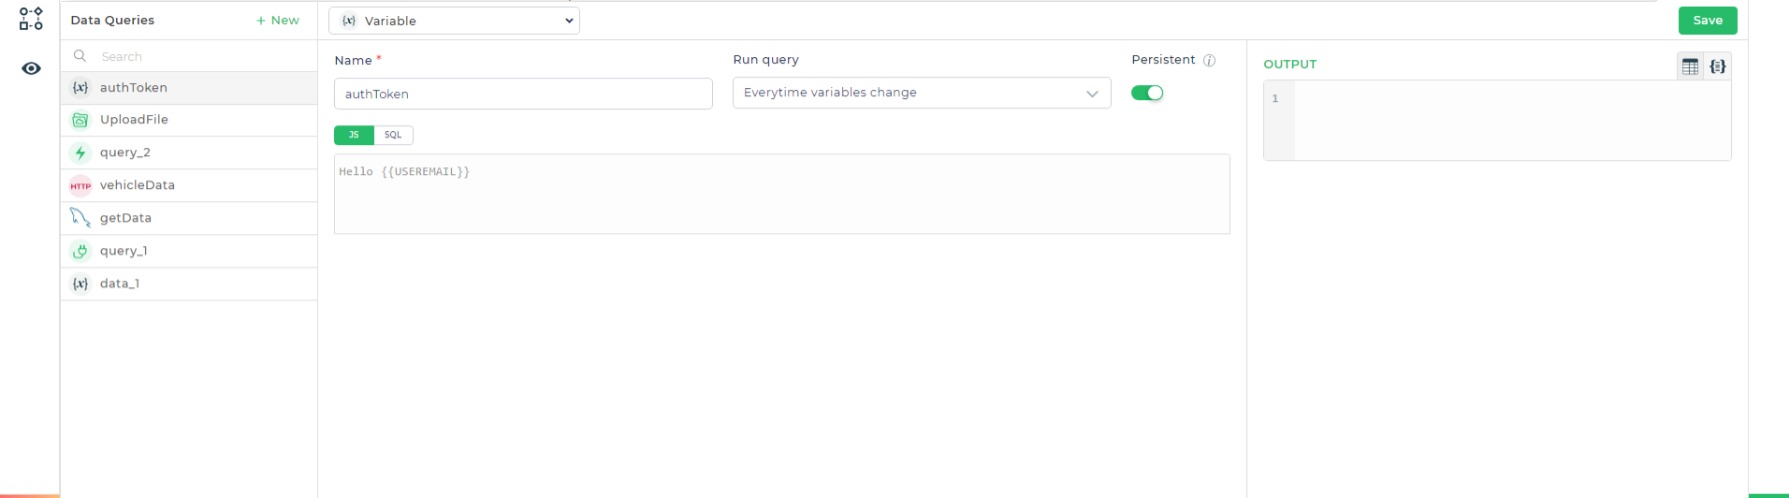 Data Queries + New
{x} Variable
Save
Search
{x} authToken
UploadFile
query_2
HTTP vehicleData
getData
query_1
{x} data_1
Name * Run query Persistent i
authToken
Everytime variables change
JS SQL
Hello {{USEREMAIL}}
OUTPUT
1